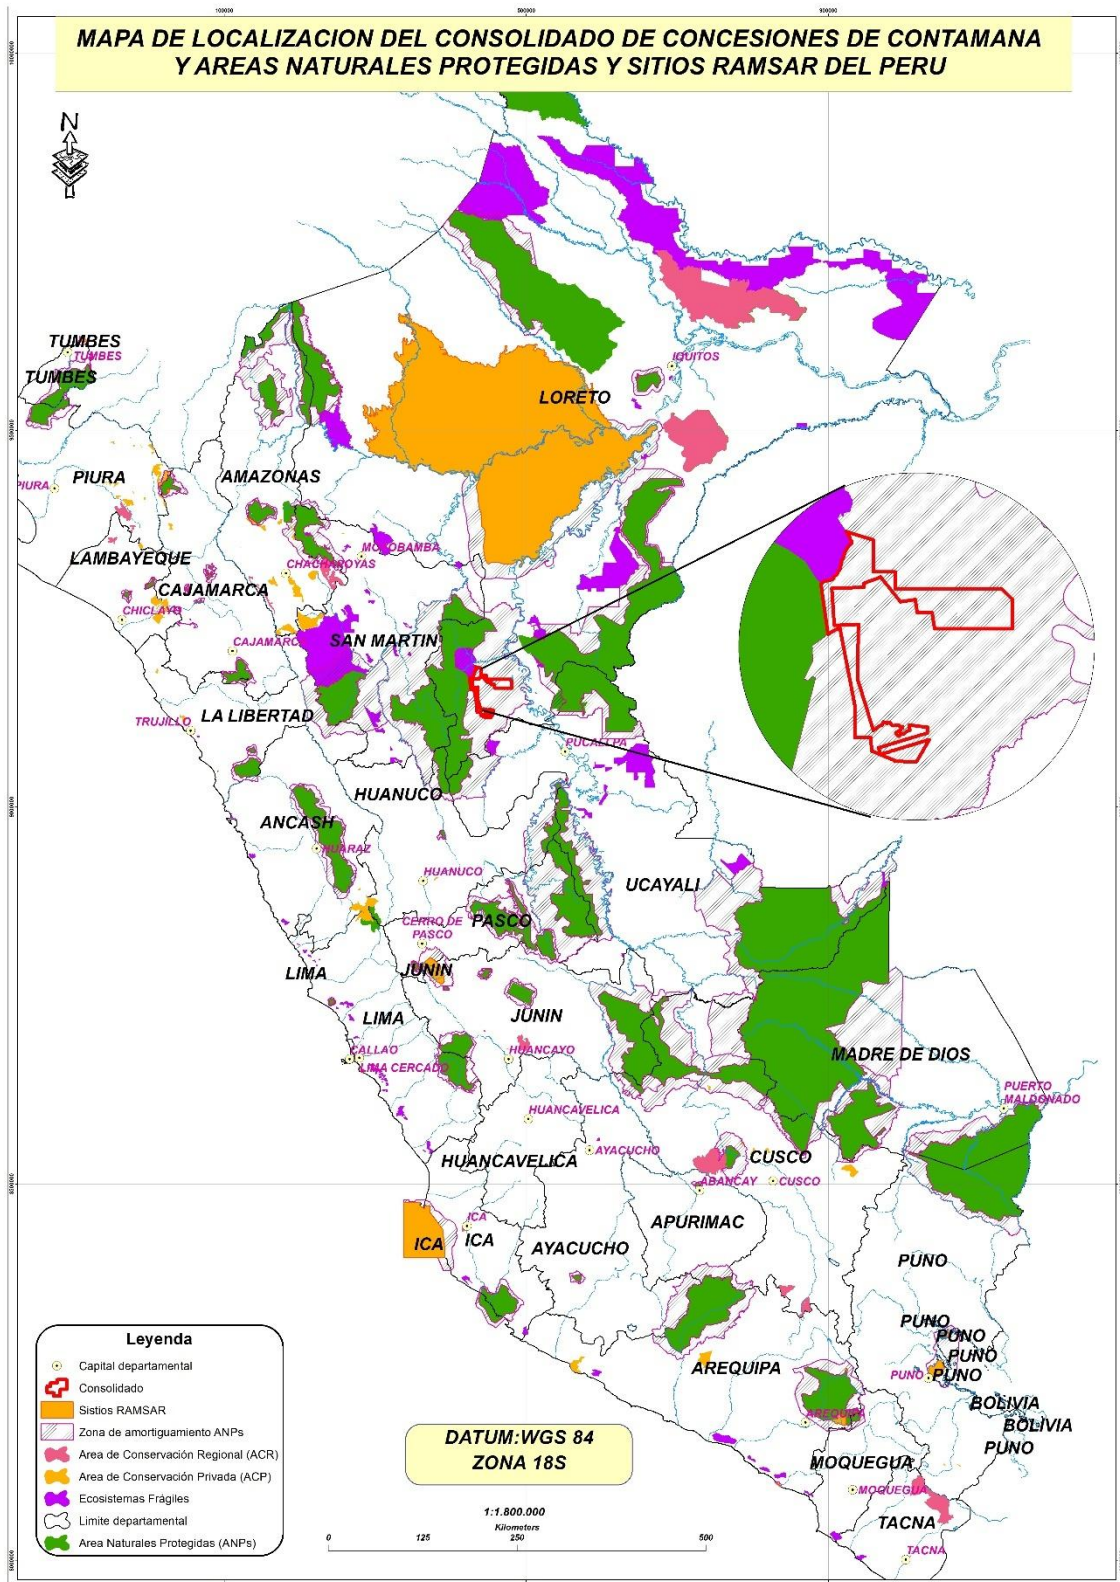 100000
500000
900000
MAPA DE LOCALIZACION DEL CONSOLIDADO DE CONCESIONES DE CONTAMANA
Y AREAS NATURALES PROTEGIDAS Y SITIOS RAMSAR DEL PERU
N
TUMBES
TUMBES
TUMBES
IQUITOS
LORETO
PIURA
PIURA
AMAZONAS
MOYOBAMBA
LAMBAYEQUE
CHACHAPOYAS
CAJAMARCA
CHICLAYO
CAJAMARC
SAN MARTIN
LA LIBERTAD
TRUJILLO
PUCALLPA
HUANUCO
ANCASH
HUARAZ
HUANUCO
UCAYALI
PASCO
CERRO DE
PASCO
LIMA
JUNIN
LIMA
JUNIN
CALLAO
LIMA CERCADO
HUANCAYO
MADRE DE DIOS
PUERTO
MALDONADO
HUANCAVELICA
AYACUCHO
HUANCAVELICA
CUSCO
ABANCAY
CUSCO
ICA
ICA
ICA
APURIMAC
AYACUCHO
PUNO
PUNO
PUNO
PUNO
PUNO
PUNO
AREQUIPA
BOLIVIA
BOLIVIA
AREQUIPA
PUNO
MOQUEGUA
MOQUEGUA
TACNA
TACNA
Leyenda
Capital departamental
Consolidado
Sistios RAMSAR
Zona de amortiguamiento ANPs
Area de Conservación Regional (ACR)
Area de Conservación Privada (ACP)
Ecosistemas Frágiles
Limite departamental
Area Naturales Protegidas (ANPs)
DATUM:WGS 84
ZONA 18S
1:1.800.000
Kilometers
0
125
250
500